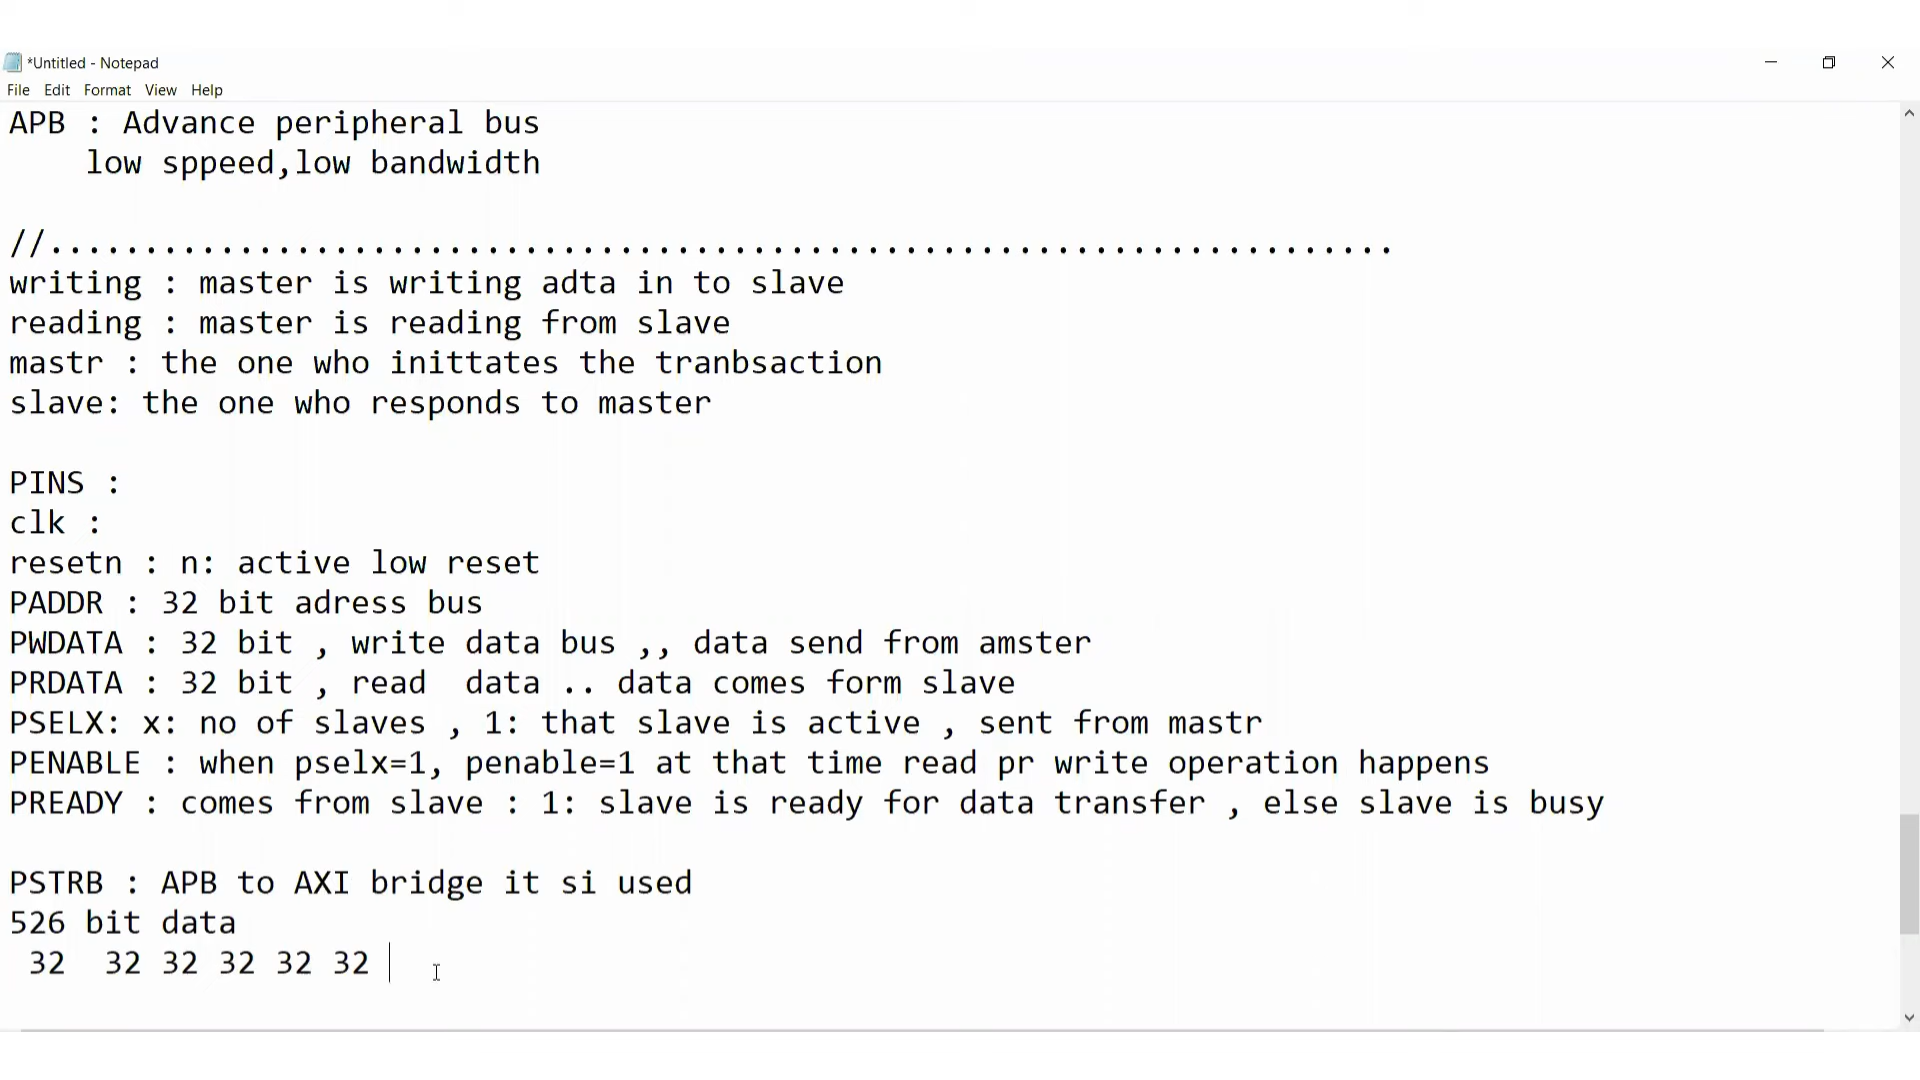 *Untitled - Notepad
File Edit Format View Help
APB : Advance peripheral bus
low sppeed,low bandwidth
//.......................................................................
writing : master is writing adta in to slave
reading : master is reading from slave
mastr : the one who inittates the tranbsaction
slave: the one who responds to master
PINS :
clk :
resetn : n: active low reset
PADDR : 32 bit adress bus
PWDATA : 32 bit , write data bus ,, data send from amster
PRDATA : 32 bit , read  data .. data comes form slave
PSELX: x: no of slaves , 1: that slave is active , sent from mastr
PENABLE : when pselx=1, penable=1 at that time read pr write operation happens
PREADY : comes from slave : 1: slave is ready for data transfer , else slave is busy
PSTRB : APB to AXI bridge it si used
526 bit data
32  32 32 32 32 32